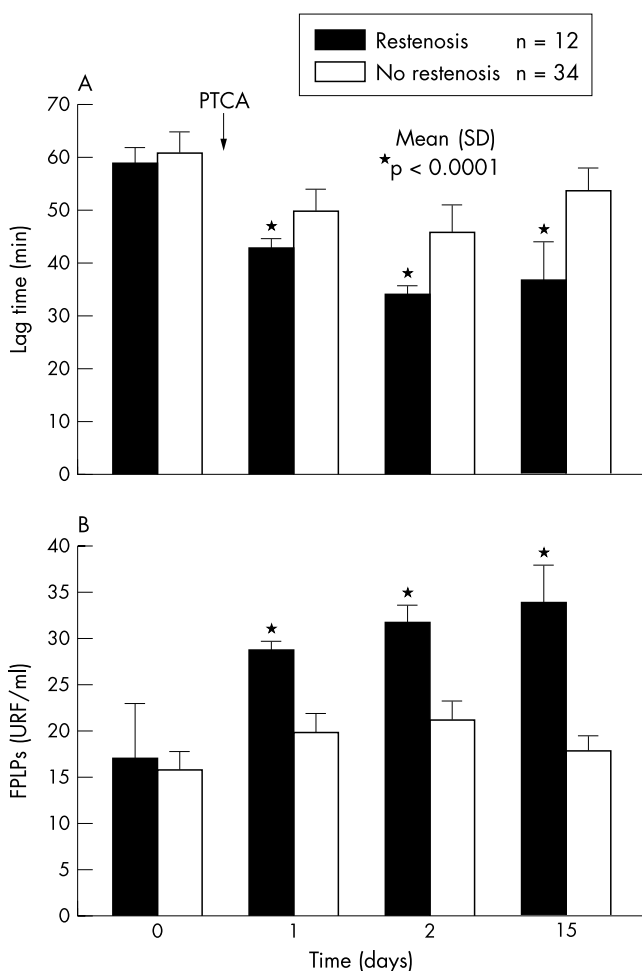 Restenosis n = 12
No restenosis n = 34
A
PTCA
Mean (SD)
★p < 0.0001
70
60
50
40
30
20
10
0
Lag time (min)
B
40
35
30
25
20
15
10
5
0
FPLPs (URF/ml)
0 1 2 15
Time (days)